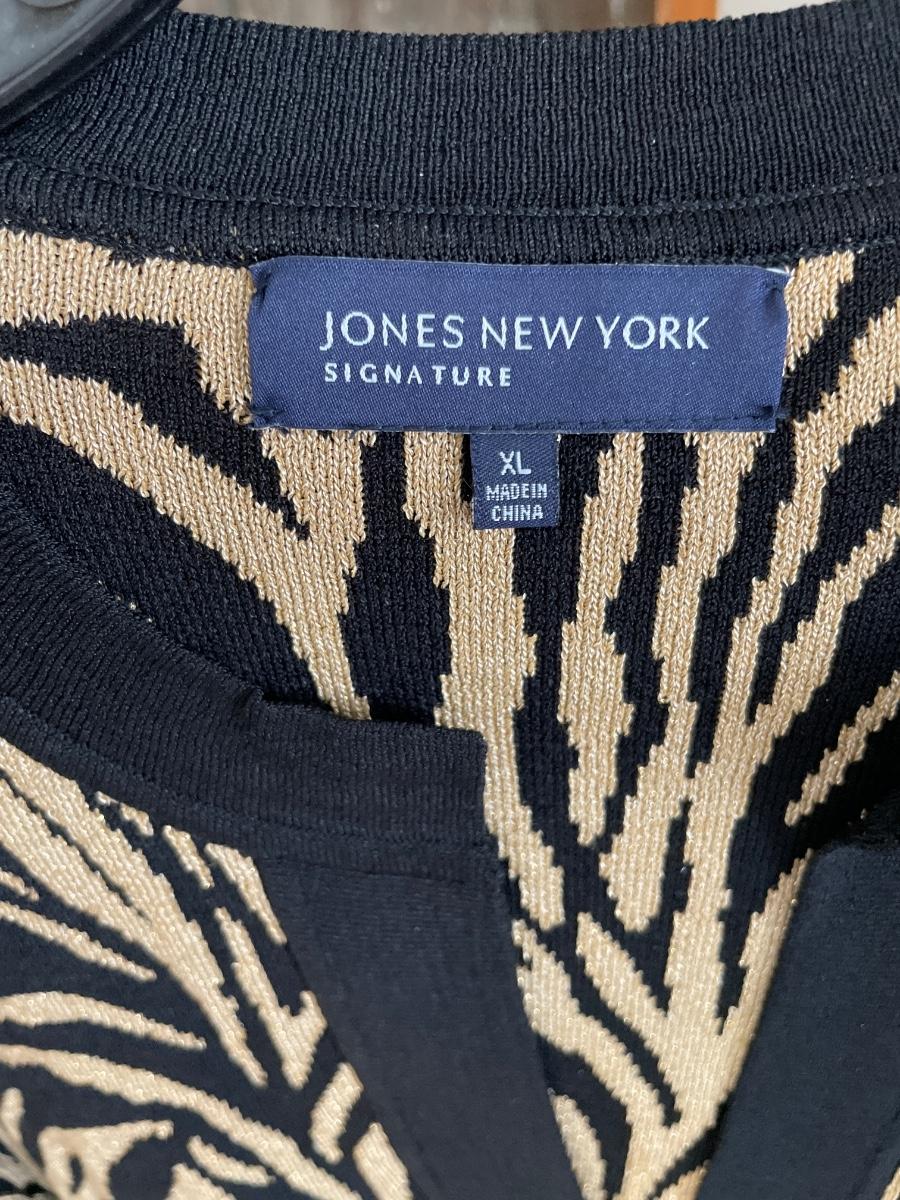 JONES NEW YORK
SIGNATURE
XL
MADE IN
CHINA